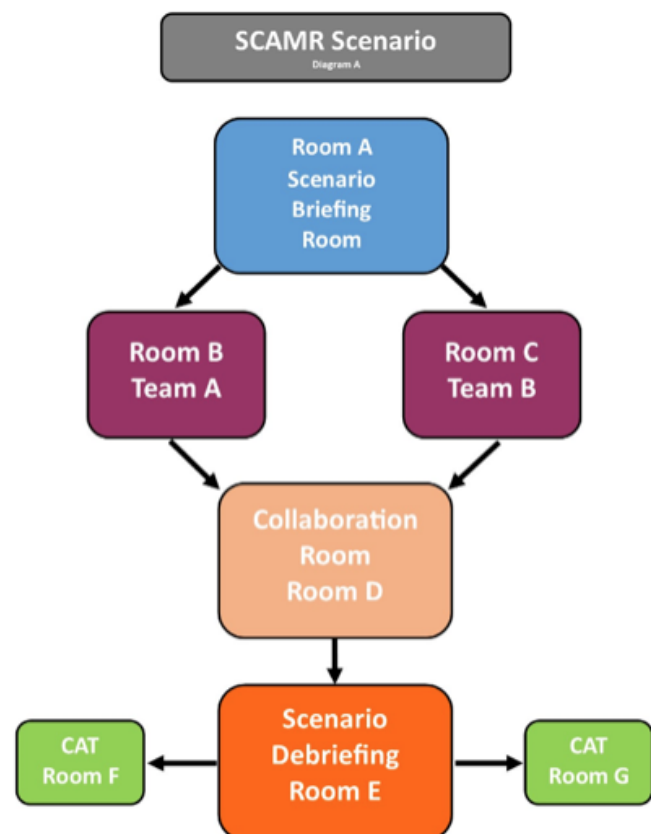 SCAMR Scenario
Diagram A
Room A
Scenario
Briefing
Room
Room B
Team A
Room C
Team B
Collaboration
Room
Room D
Scenario
Debriefing
Room E
CAT
Room F
CAT
Room G